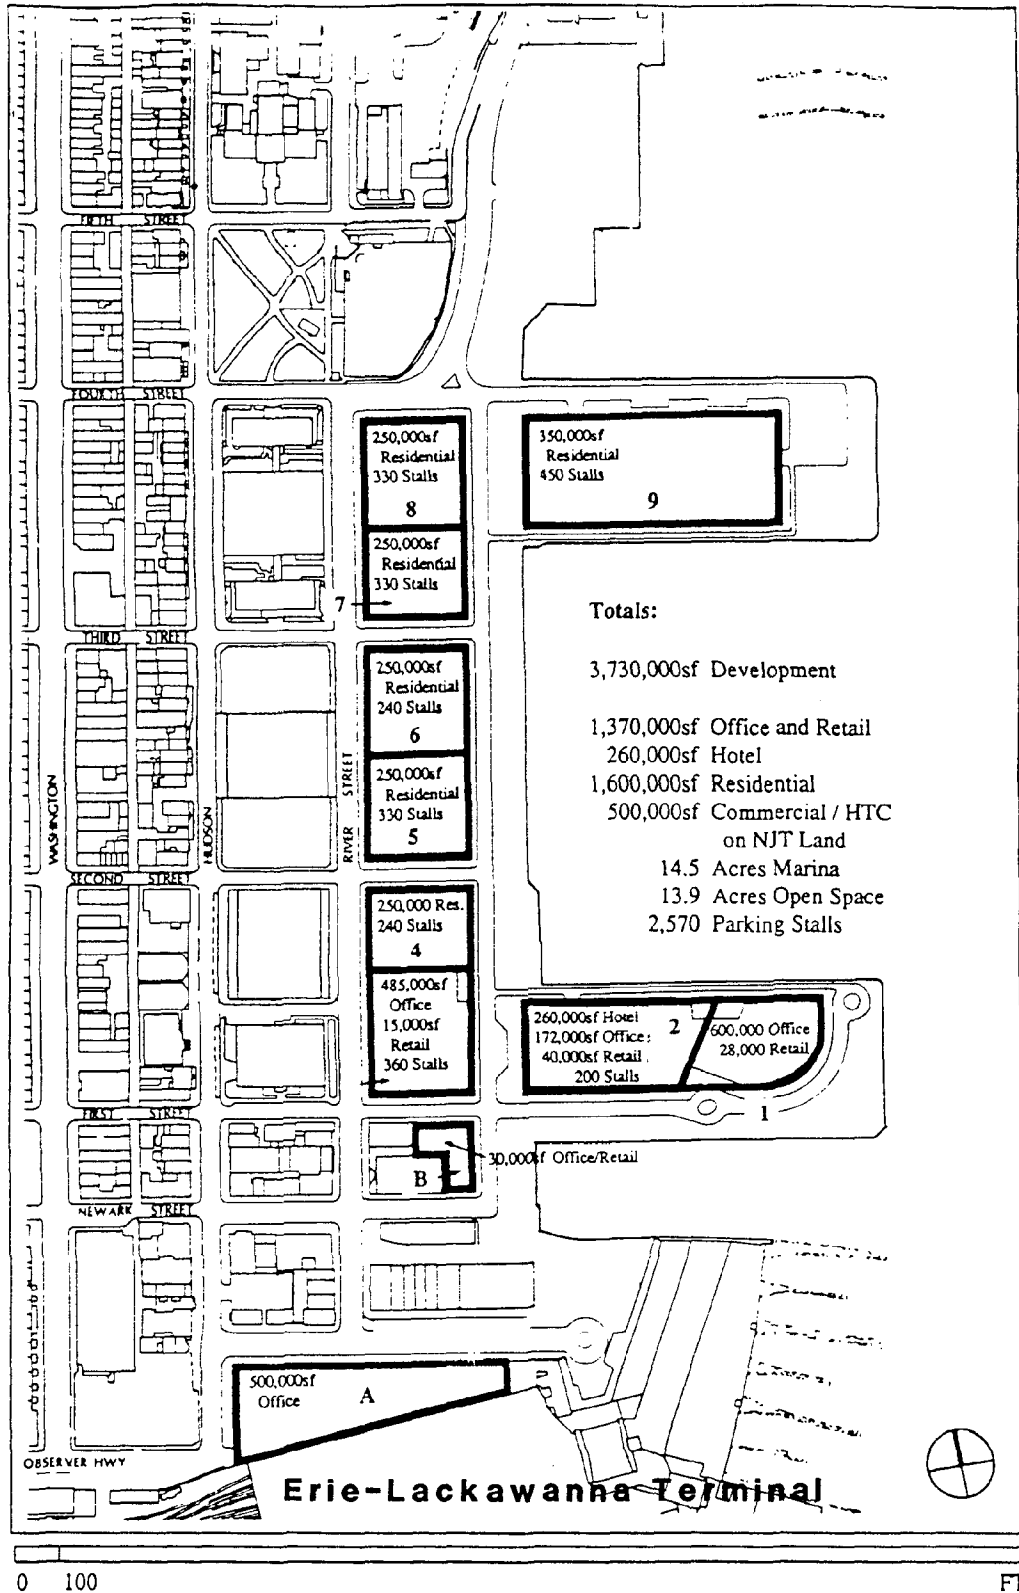 FIFTH STREET
FOURTH STREET
250,000sf
Residential
330 Stalls
8
350,000sf
Residential
450 Stalls
9
250,000sf
Residential
330 Stalls
7
THIRD STREET
Totals:
3,730,000sf Development
1,370,000sf Office and Retail
260,000sf Hotel
1,600,000sf Residential
500,000sf Commercial / HTC
on NJT Land
14.5 Acres Marina
13.9 Acres Open Space
2,570 Parking Stalls
250,000sf
Residential
240 Stalls
6
250,000sf
Residential
330 Stalls
5
WASHINGTON
HUDSON
RIVER STREET
SECOND STREET
250,000 Res.
240 Stalls
4
485,000sf
Office
15,000sf
Retail
360 Stalls
260,000sf Hotel
172,000sf Office
40,000sf Retail
200 Stalls
2
600,000 Office
28,000 Retail
1
FIRST STREET
30,000sf Office/Retail
B
NEWARK STREET
500,000sf
Office
A
OBSERVER HWY
Erie-Lackawanna Terminal
0 100 FT